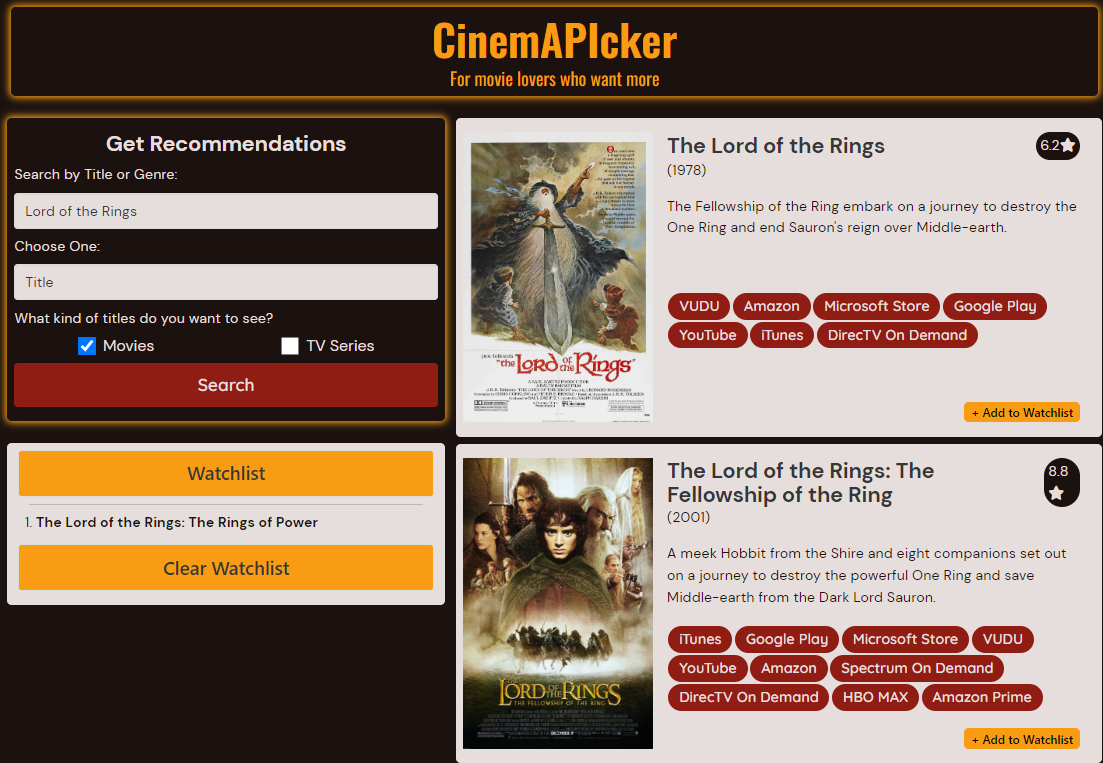 CinemAPIcker
For movie lovers who want more
Get Recommendations
Search by Title or Genre:
Lord of the Rings
Choose One:
Title
What kind of titles do you want to see?
Movies
TV Series
Search
Watchlist
1. The Lord of the Rings: The Rings of Power
Clear Watchlist
J.R.R. Tolkien's
"the Lord of the Rings"
The Lord of the Rings
6.2
(1978)
The Fellowship of the Ring embark on a journey to destroy the
One Ring and end Sauron's reign over Middle-earth.
VUDU Amazon Microsoft Store Google Play
YouTube iTunes DirecTV On Demand
+ Add to Watchlist
THE LORD OF THE RINGS
THE FELLOWSHIP OF THE RING
The Lord of the Rings: The
Fellowship of the Ring
8.8
(2001)
A meek Hobbit from the Shire and eight companions set out
on a journey to destroy the powerful One Ring and save
Middle-earth from the Dark Lord Sauron.
iTunes Google Play Microsoft Store VUDU
YouTube Amazon Spectrum On Demand
DirecTV On Demand HBO MAX Amazon Prime
+ Add to Watchlist